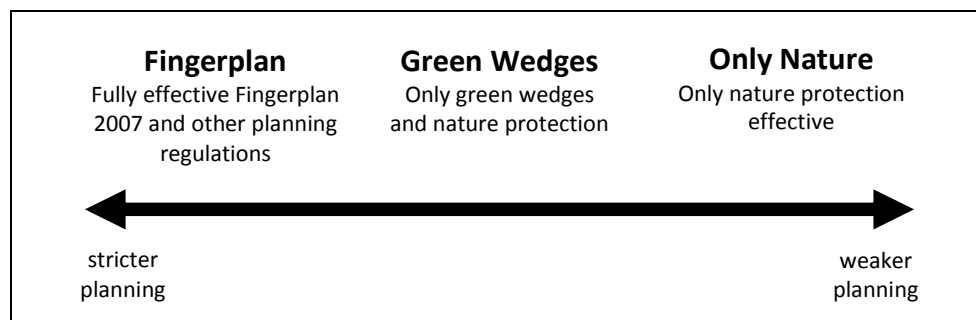 Fingerplan
Fully effective Fingerplan
2007 and other planning
regulations
Green Wedges
Only green wedges
and nature protection
Only Nature
Only nature protection
effective
stricter
planning
weaker
planning